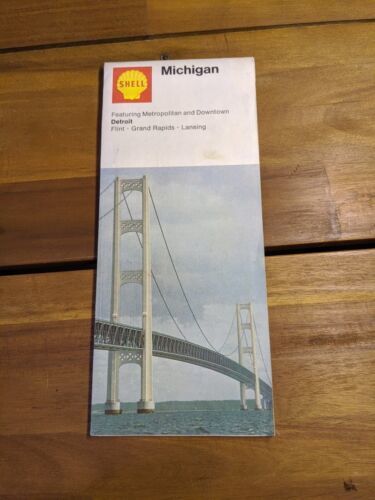 SHELL
Michigan
Featuring Metropolitan and Downtown
Detroit
Flint - Grand Rapids - Lansing